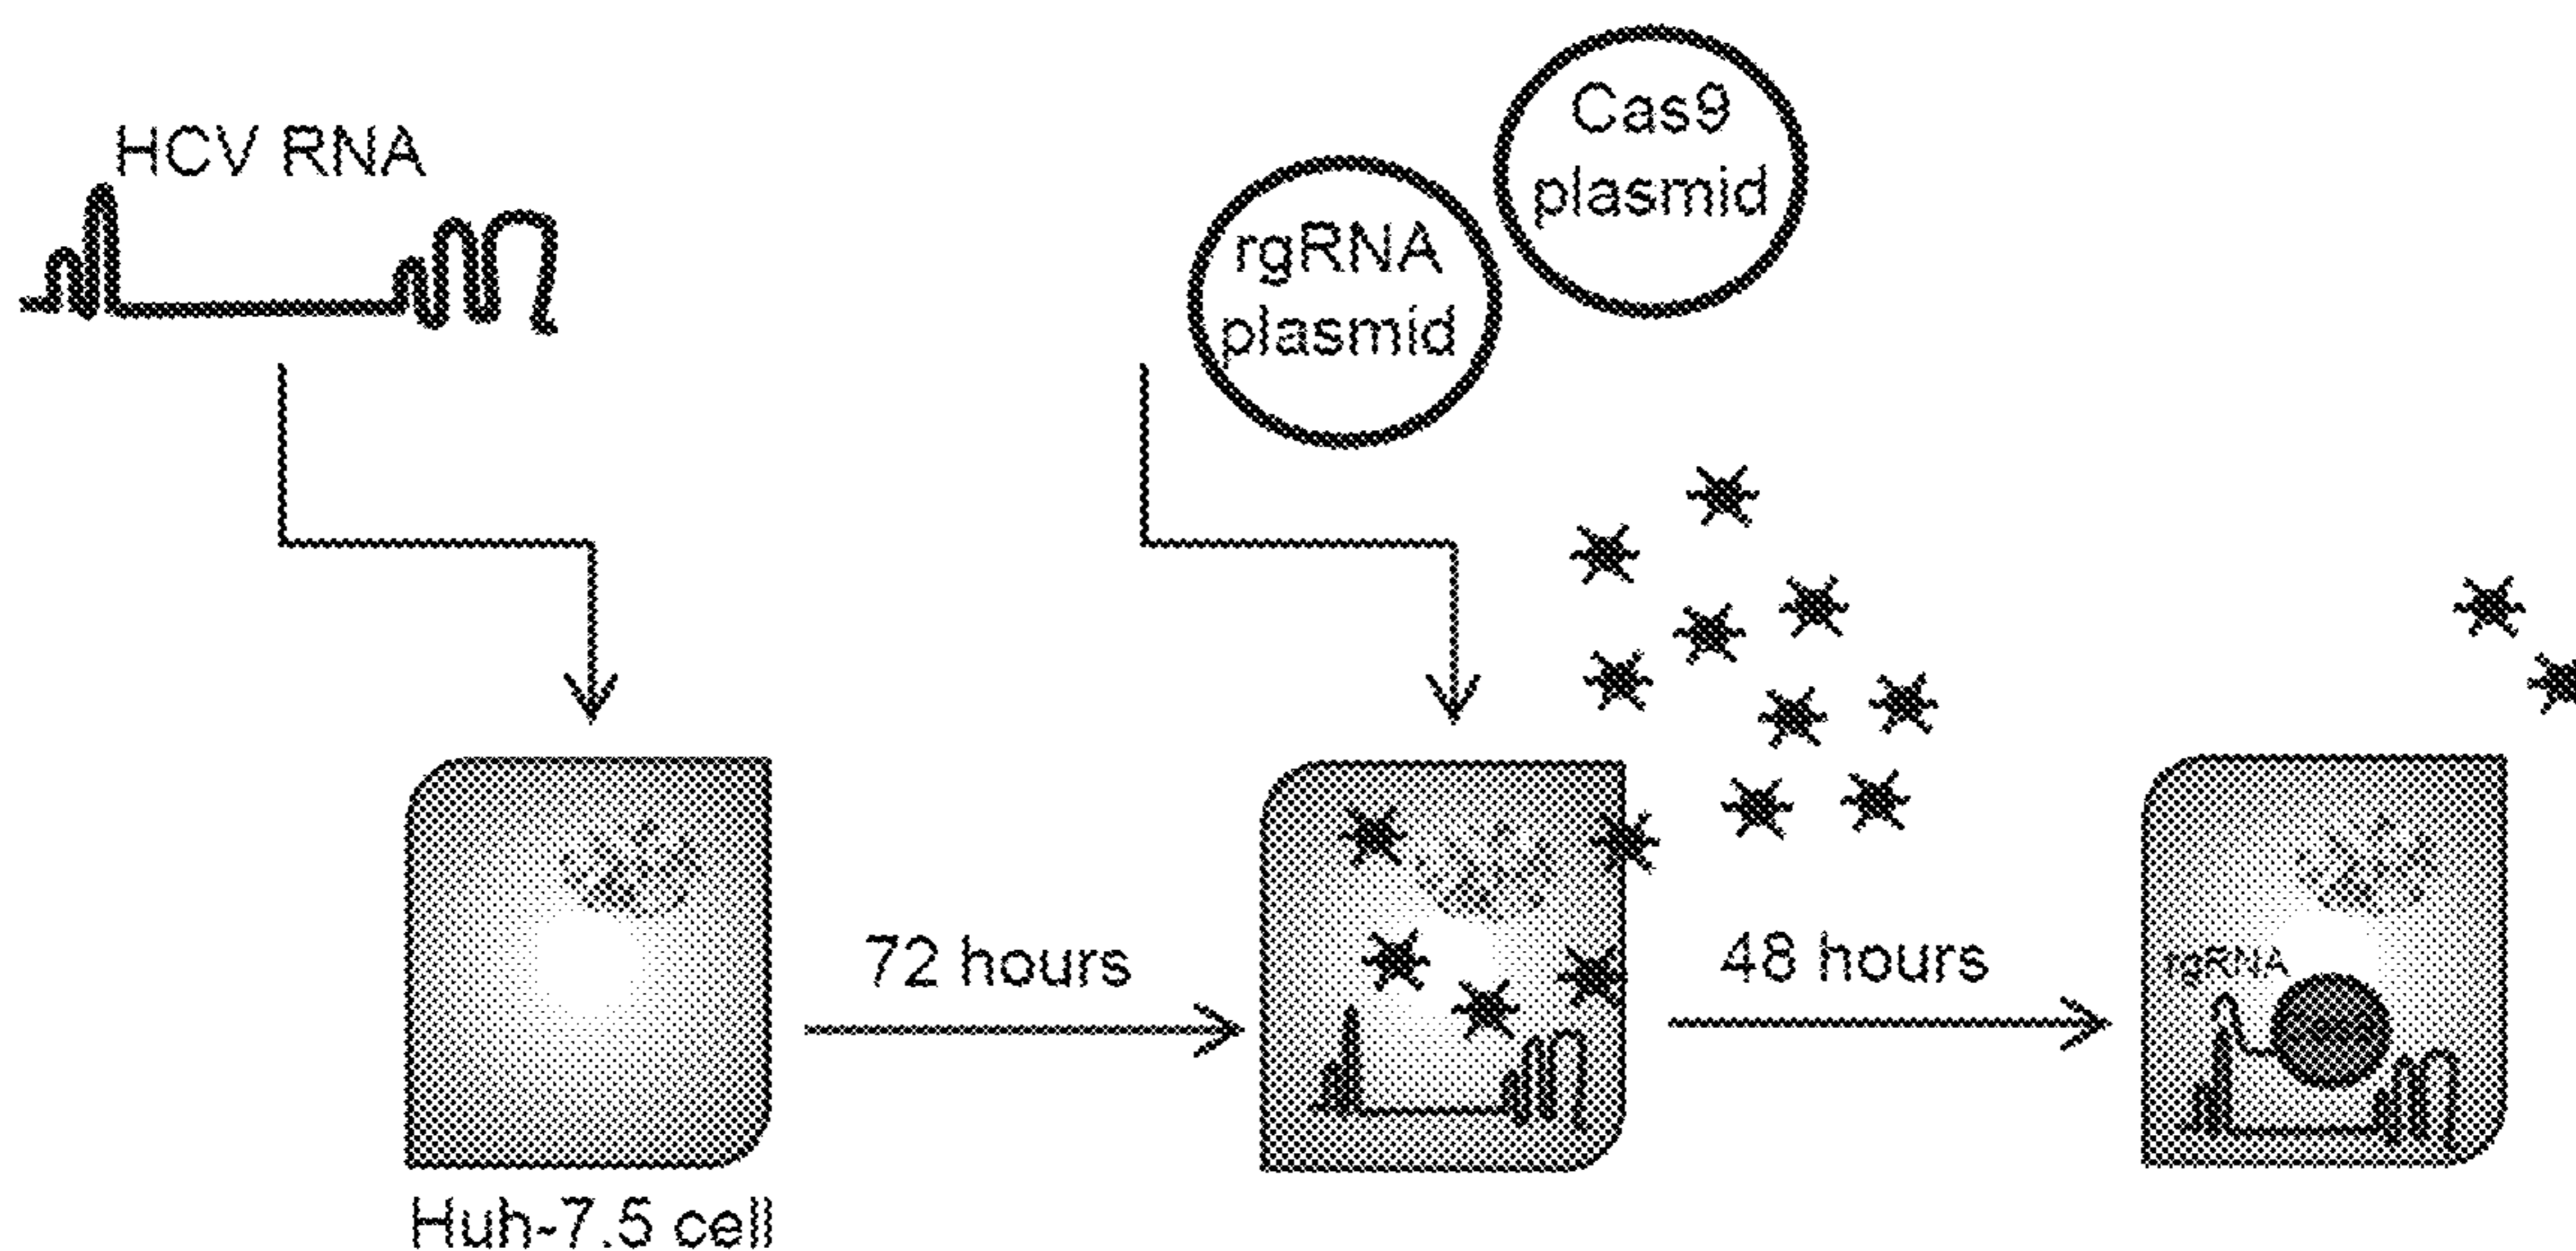 HCV RNA
Cas9
plasmid
rgRNA
plasmid
72 hours
48 hours
rgRNA
Huh-7.5 cell